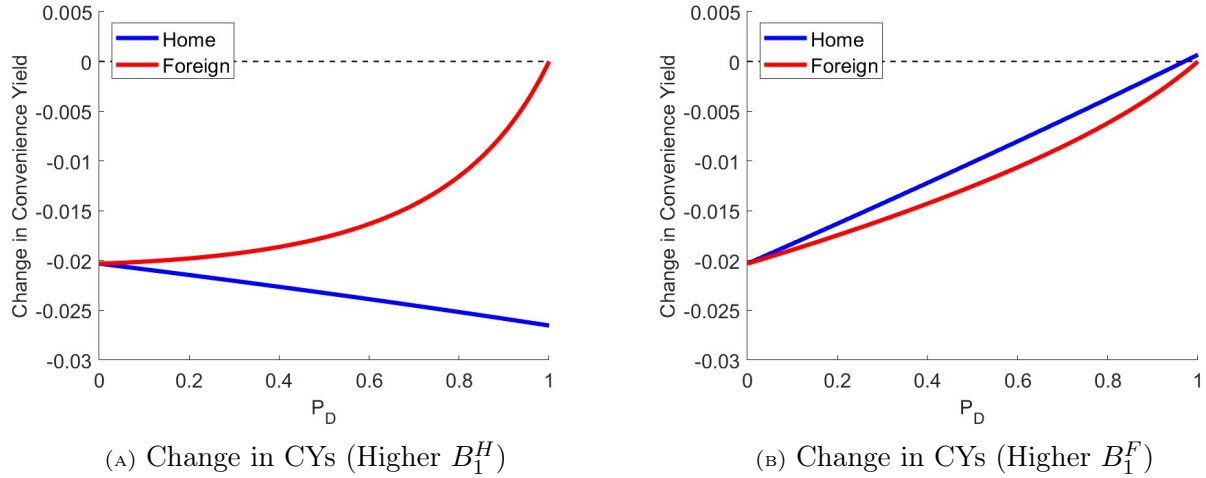 0.005
0
-0.005
-0.01
-0.015
-0.02
-0.025
-0.03
Change in Convenience Yield
Home
Foreign
0 0.2 0.4 0.6 0.8 1
P_D
(A) Change in CYs (Higher B_1^H)
0.005
0
-0.005
-0.01
-0.015
-0.02
-0.025
-0.03
Change in Convenience Yield
Home
Foreign
0 0.2 0.4 0.6 0.8 1
P_D
(B) Change in CYs (Higher B_1^F)